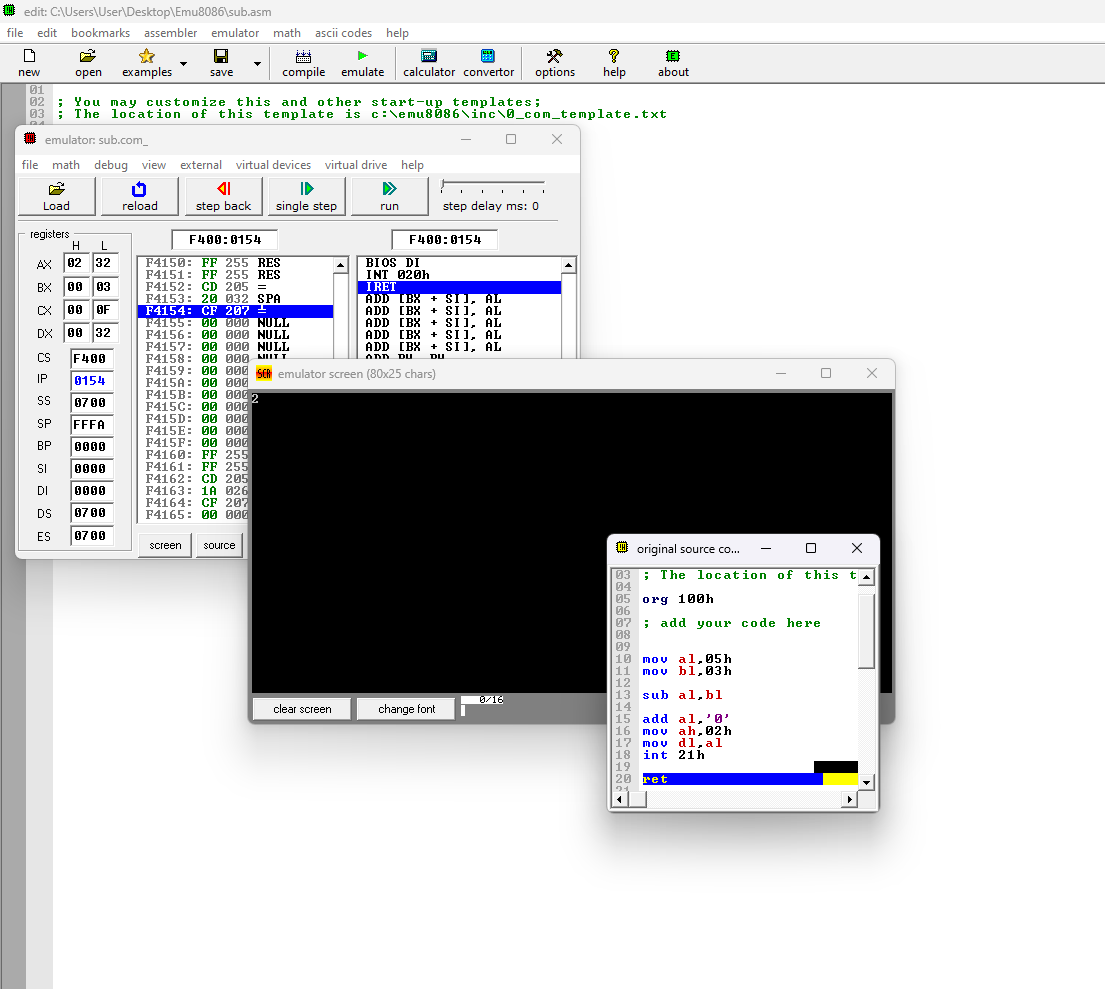 edit: C:\Users\User\Desktop\Emu8086\sub.asm
file edit bookmarks assembler emulator math ascii codes help
new open examples save compile emulate calculator convertor options help about
01
02 ; You may customize this and other start-up templates;
03 ; The location of this template is c:\emu8086\inc\0_com_template.txt
emulator: sub.com_
file math debug view external virtual devices virtual drive help
Load reload step back single step run step delay ms: 0
registers
H L
F400:0154 F400:0154
AX 02 32
BX 00 03
CX 00 0F
DX 00 32
CS F400
IP 0154
SS 0700
SP FFFA
BP 0000
SI 0000
DI 0000
DS 0700
ES 0700
F4150: FF 255 RES
F4151: FF 255 RES
F4152: CD 205 =
F4153: 20 032 SPA
F4154: CF 207 ╧
F4155: 00 000 NULL
F4156: 00 000 NULL
F4157: 00 000 NULL
F4158: 00 000 NULL
F4159: 00 000
F415A: 00 000
F415B: 00 000
F415C: 00 000
F415D: 00 000
F415E: 00 000
F415F: 00 000
F4160: FF 255
F4161: FF 255
F4162: CD 205
F4163: 1A 026
F4164: CF 207
F4165: 00 000
BIOS DI
INT 020h
IRET
ADD [BX + SI], AL
ADD [BX + SI], AL
ADD [BX + SI], AL
ADD [BX + SI], AL
ADD [BX + SI], AL
screen source
emulator screen (80x25 chars)
2
clear screen change font 0/16
original source co...
03 ; The location of this t
04
05 org 100h
06
07 ; add your code here
08
09
10 mov al,05h
11 mov bl,03h
12
13 sub al,bl
14
15 add al,'0'
16 mov ah,02h
17 mov dl,al
18 int 21h
19
20 ret